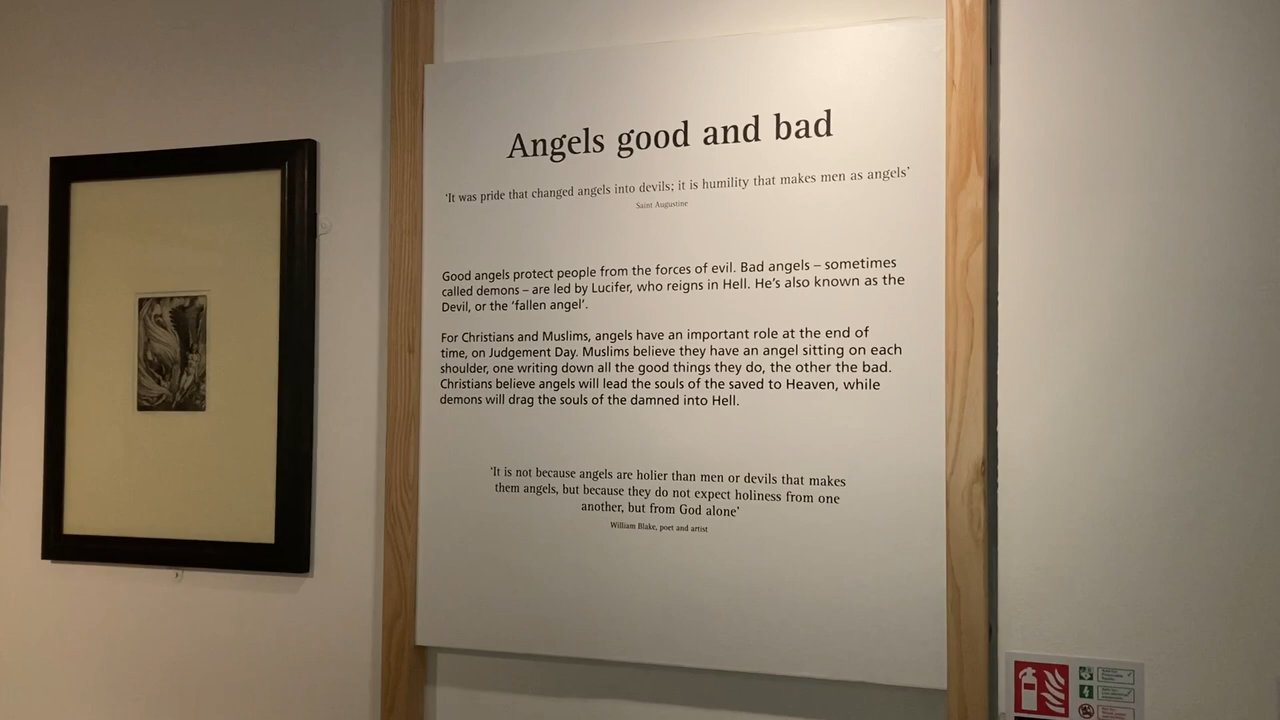 Angels good and bad
'It was pride that changed angels into devils; it is humility that makes men as angels'
Saint Augustine
Good angels protect people from the forces of evil. Bad angels – sometimes
called demons – are led by Lucifer, who reigns in Hell. He's also known as the
Devil, or the 'fallen angel'.
For Christians and Muslims, angels have an important role at the end of
time, on Judgement Day. Muslims believe they have an angel sitting on each
shoulder, one writing down all the good things they do, the other the bad.
Christians believe angels will lead the souls of the saved to Heaven, while
demons will drag the souls of the damned into Hell.
'It is not because angels are holier than men or devils that makes
them angels, but because they do not expect holiness from one
another, but from God alone'
William Blake, poet and artist